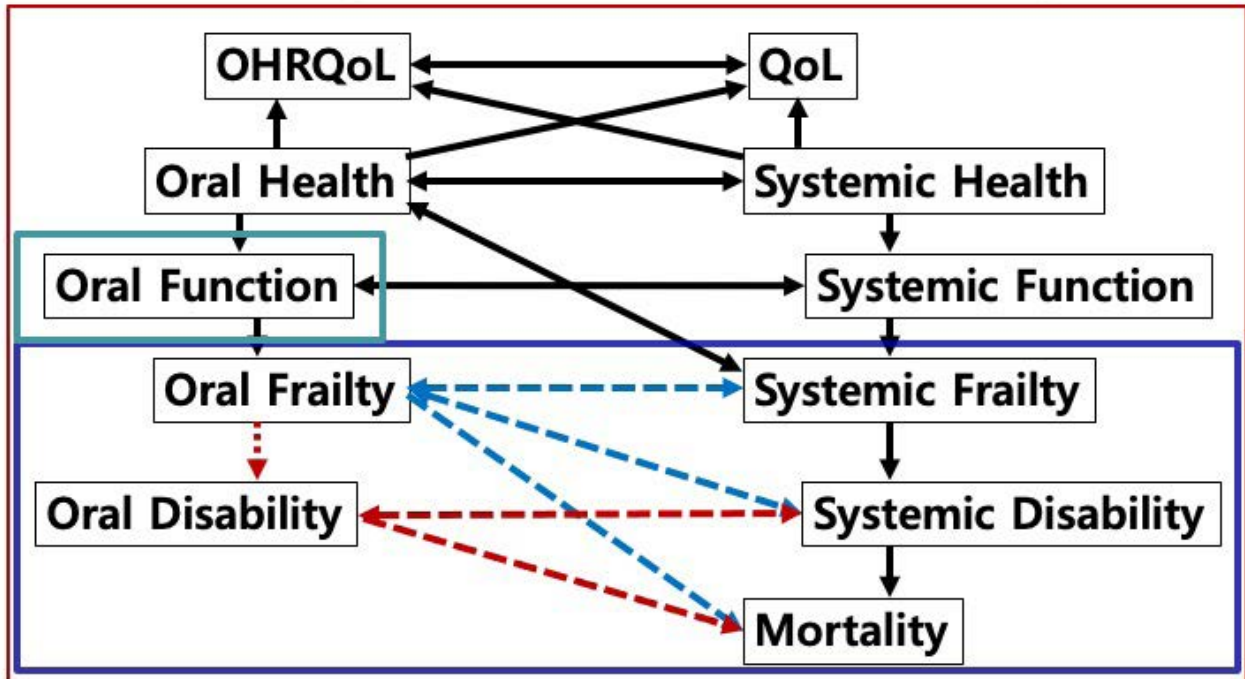 OHRQoL
QoL
Oral Health
Systemic Health
Oral Function
Systemic Function
Oral Frailty
Systemic Frailty
Oral Disability
Systemic Disability
Mortality